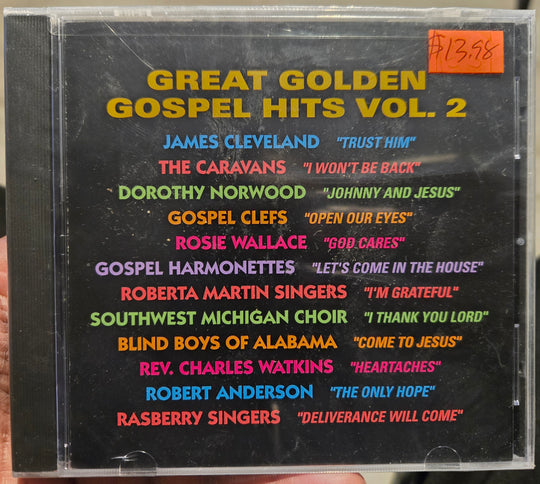 $13.98
GREAT GOLDEN
GOSPEL HITS VOL. 2
JAMES CLEVELAND "TRUST HIM"
THE CARAVANS "I WON'T BE BACK"
DOROTHY NORWOOD "JOHNNY AND JESUS"
GOSPEL CLEFS "OPEN OUR EYES"
ROSIE WALLACE "GOD CARES"
GOSPEL HARMONETTES "LET'S COME IN THE HOUSE"
ROBERTA MARTIN SINGERS "I'M GRATEFUL"
SOUTHWEST MICHIGAN CHOIR "I THANK YOU LORD"
BLIND BOYS OF ALABAMA "COME TO JESUS"
REV. CHARLES WATKINS "HEARTACHES"
ROBERT ANDERSON "THE ONLY HOPE"
RASBERRY SINGERS "DELIVERANCE WILL COME"